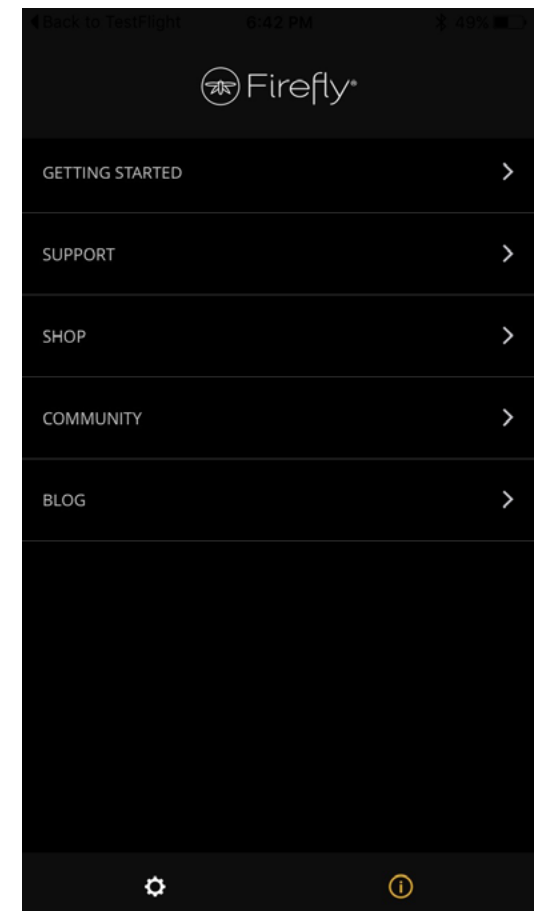 Back to TestFlight 6:42 PM 49%
Firefly®
GETTING STARTED
SUPPORT
SHOP
COMMUNITY
BLOG